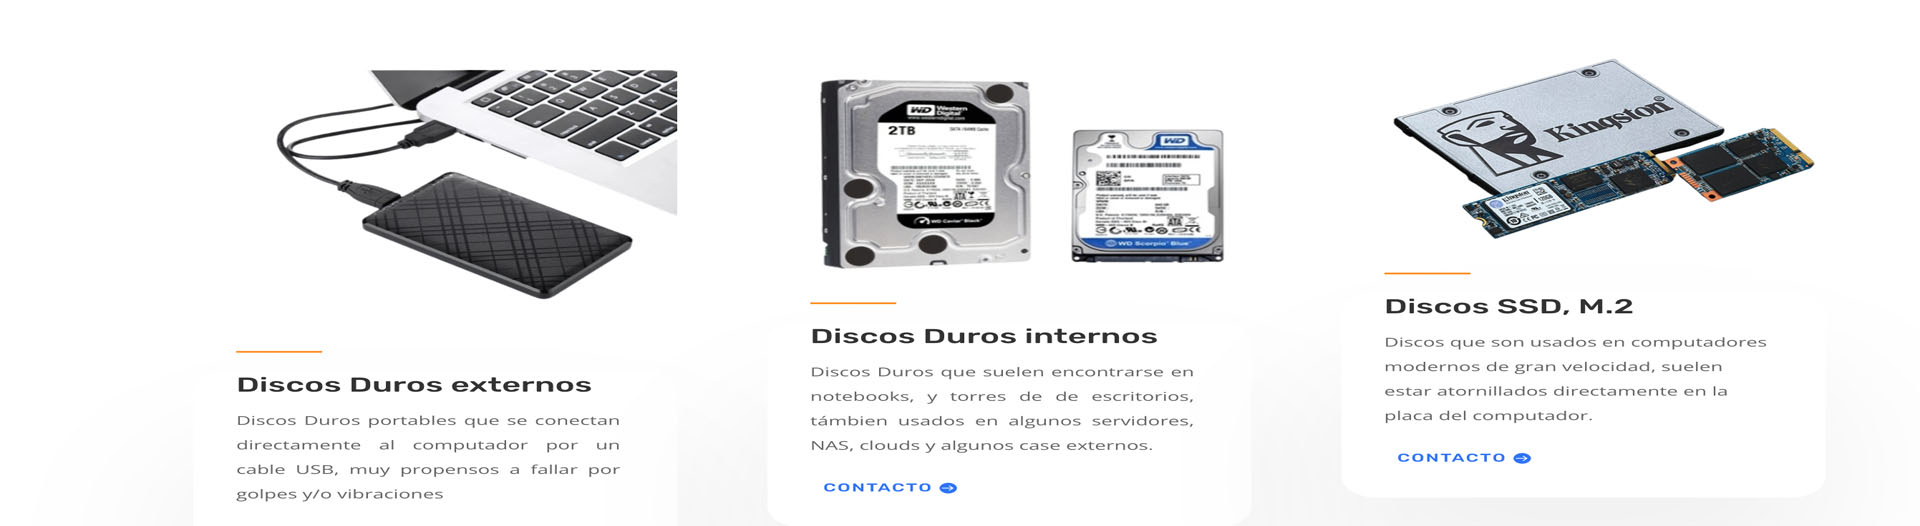 Discos Duros externos
Discos Duros portables que se conectan
directamente al computador por un
cable USB, muy propensos a fallar por
golpes y/o vibraciones
WD Western
Digital
2TB
WD Caviar Black
WD
SATA
WD Scorpio Blue
Discos Duros internos
Discos Duros que suelen encontrarse en
notebooks, y torres de de escritorios,
támbien usados en algunos servidores,
NAS, clouds y algunos case externos.
CONTACTO
Kingston
Kingston
Discos SSD, M.2
Discos que son usados en computadores
modernos de gran velocidad, suelen
estar atornillados directamente en la
placa del computador.
CONTACTO